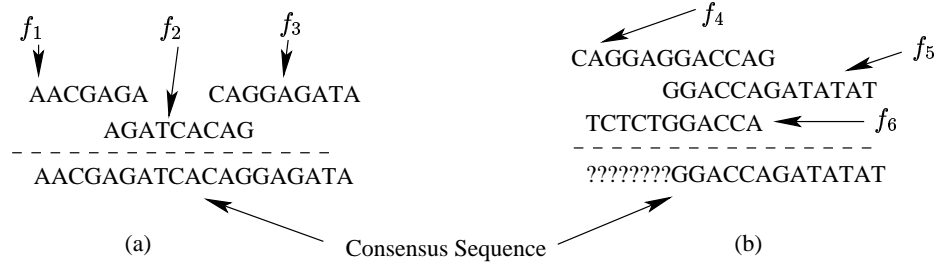 f1 f2 f3
AACGAGA CAGGAGATA
AGATCACAG
AACGAGATCACAGGAGATA
(a)
f4
CAGGAGGACCAG
f5
GGACCAGATATAT
TCTCTGGACCA
f6
????????GGACCAGATATAT
(b)
Consensus Sequence